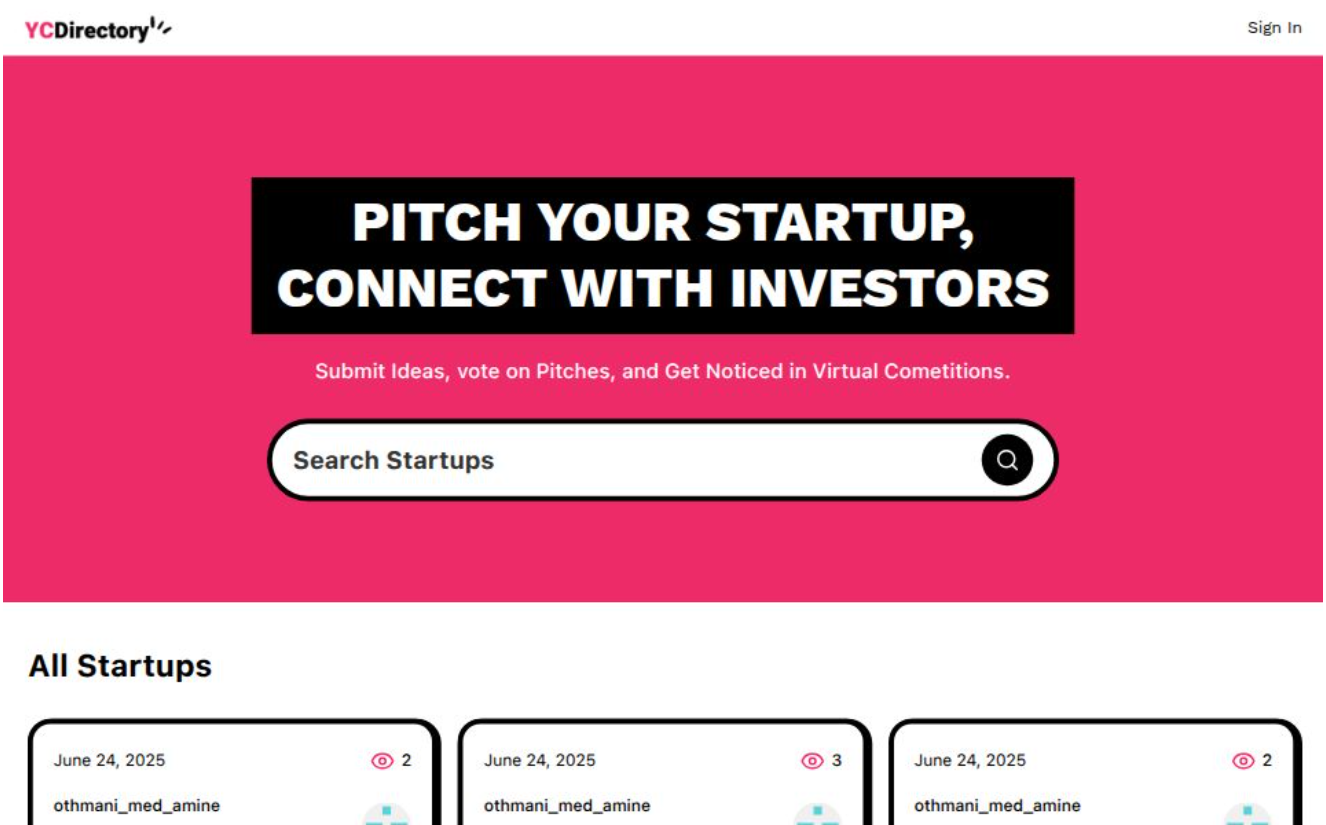 YCDirectory
Sign In
PITCH YOUR STARTUP,
CONNECT WITH INVESTORS
Submit Ideas, vote on Pitches, and Get Noticed in Virtual Cometitions.
Search Startups
All Startups
June 24, 2025 2
othmani_med_amine
June 24, 2025 3
othmani_med_amine
June 24, 2025 2
othmani_med_amine